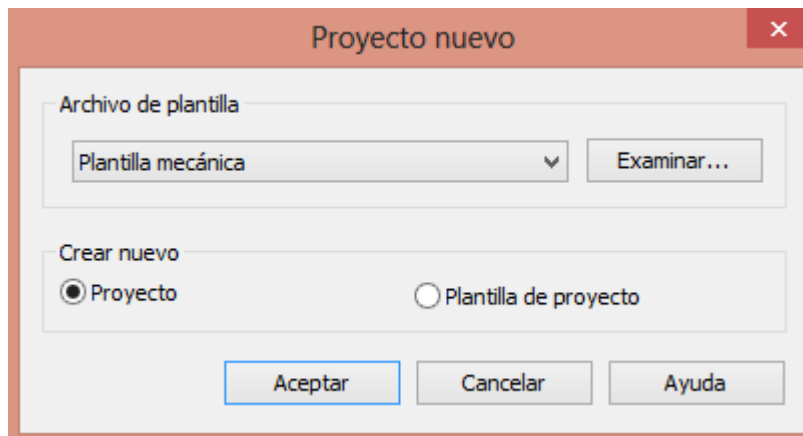 Proyecto nuevo
Archivo de plantilla
Plantilla mecánica
Examinar...
Crear nuevo
Proyecto
Plantilla de proyecto
Aceptar
Cancelar
Ayuda